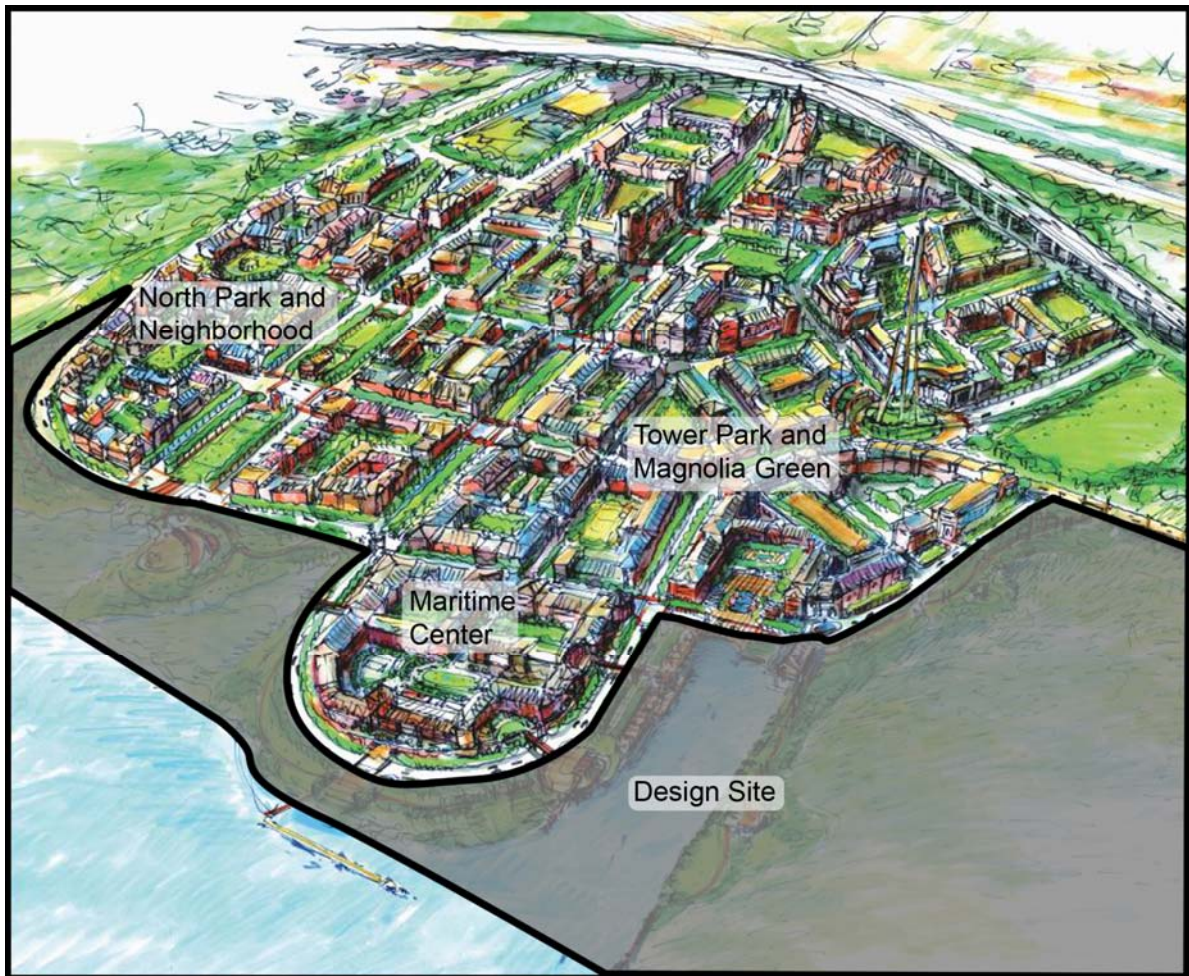 North Park and
Neighborhood
Tower Park and
Magnolia Green
Maritime
Center
Design Site